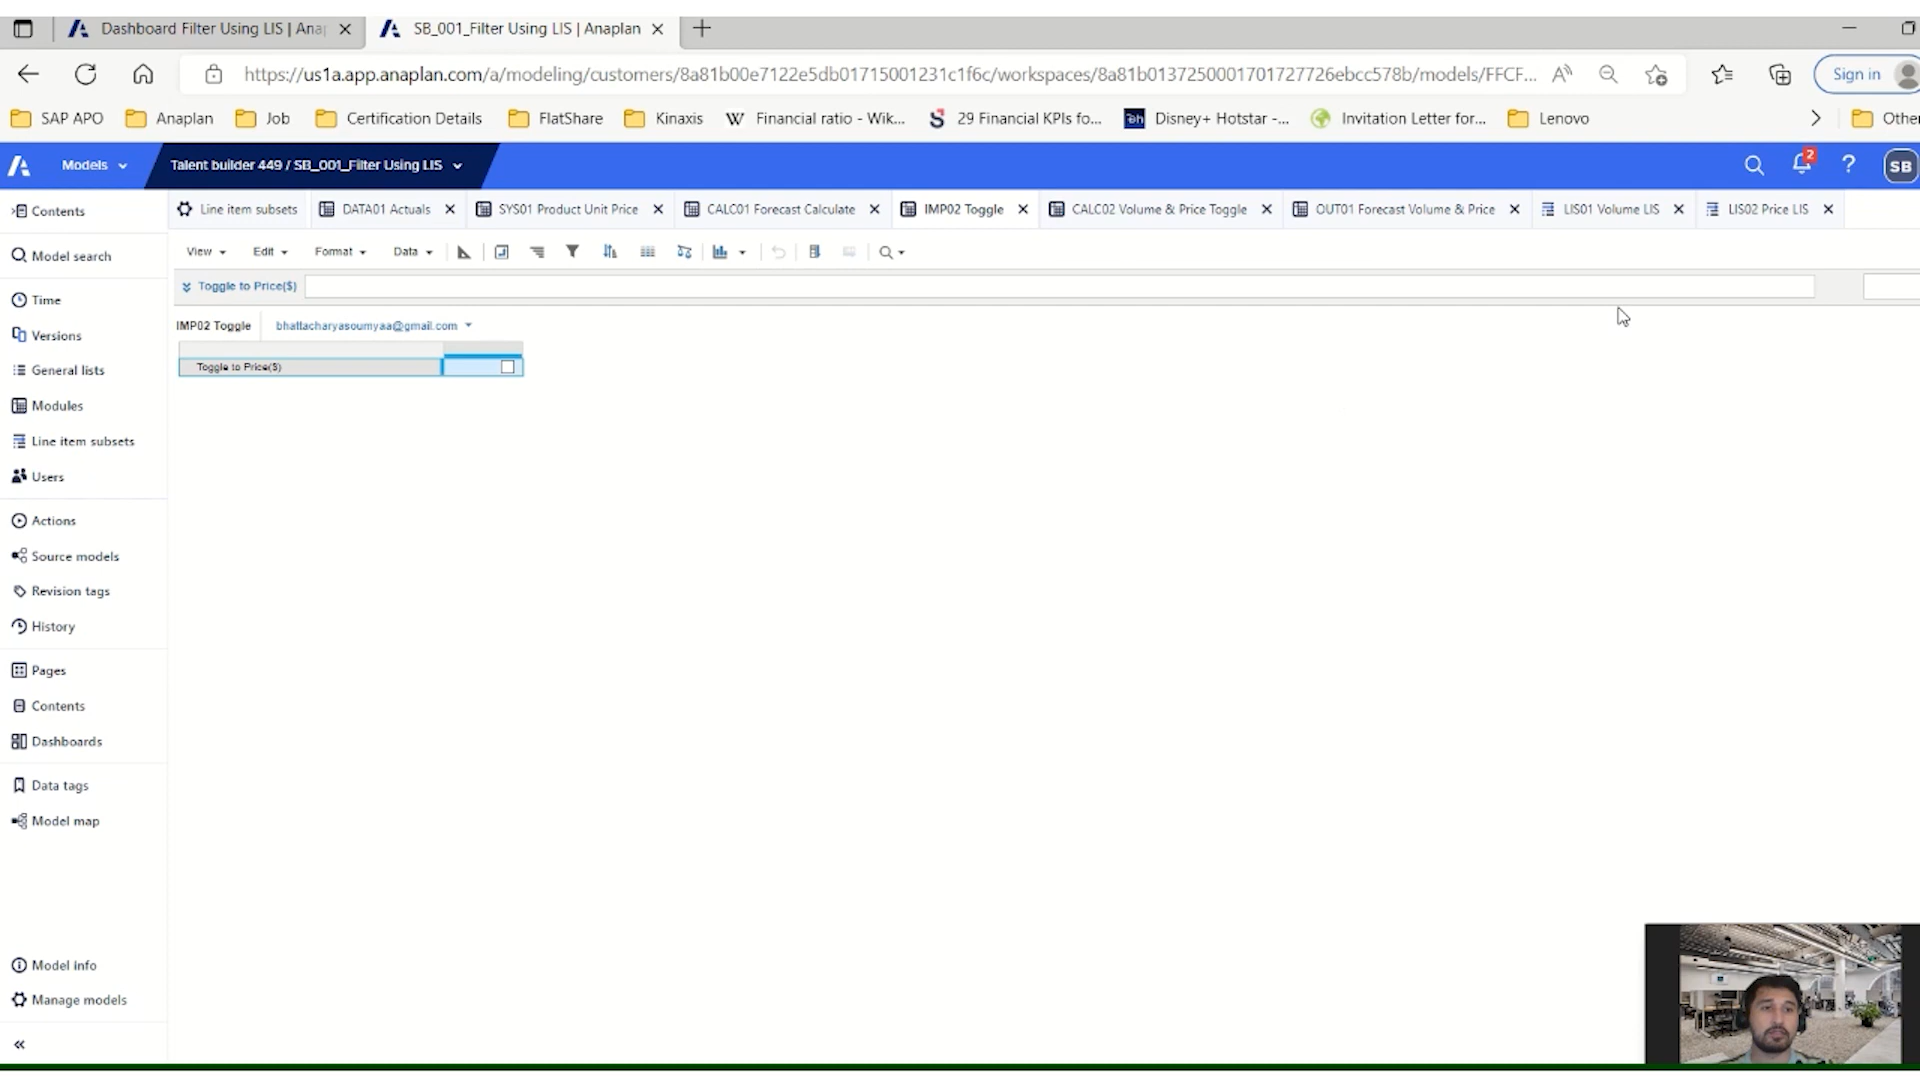 Dashboard Filter Using LIS | Anap
SB_001_Filter Using LIS | Anaplan
https://us1a.app.anaplan.com/a/modeling/customers/8a81b00e7122e5db01715001231c1f6c/workspaces/8a81b0137250001701727726ebcc578b/models/FFCF...
Sign in
SAP APO
Anaplan
Job
Certification Details
FlatShare
Kinaxis
W Financial ratio - Wik...
29 Financial KPIs fo...
Disney+ Hotstar -...
Invitation Letter for...
Lenovo
Other
Models
Talent builder 449 / SB_001_Filter Using LIS
2
?
SB
Contents
Line item subsets
DATA01 Actuals
SYS01 Product Unit Price
CALC01 Forecast Calculate
IMP02 Toggle
CALC02 Volume & Price Toggle
OUT01 Forecast Volume & Price
LIS01 Volume LIS
LIS02 Price LIS
Model search
View
Edit
Format
Data
Toggle to Price($)
IMP02 Toggle
bhattacharyasoumyaa@gmail.com
Toggle to Price($)
Time
Versions
General lists
Modules
Line item subsets
Users
Actions
Source models
Revision tags
History
Pages
Contents
Dashboards
Data tags
Model map
Model info
Manage models